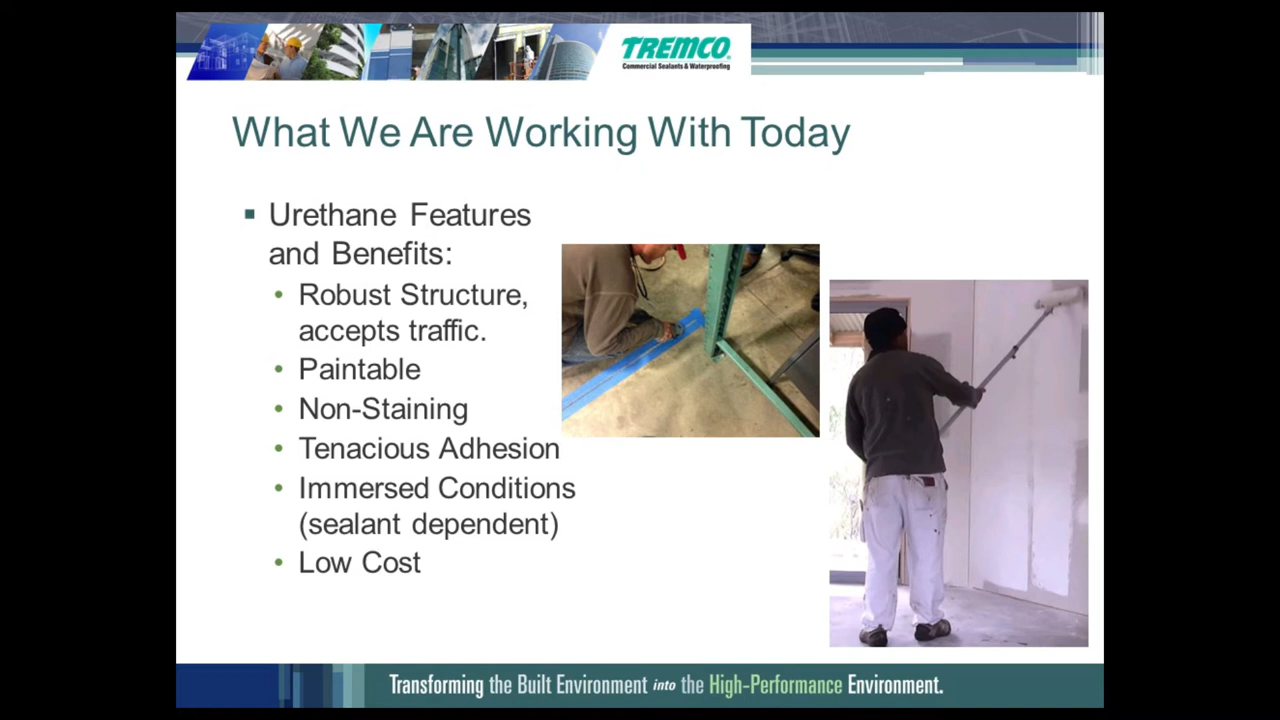 TREMCO®
Commercial Sealants & Waterproofing
What We Are Working With Today
Urethane Features
and Benefits:
Robust Structure,
accepts traffic.
Paintable
Non-Staining
Tenacious Adhesion
Immersed Conditions
(sealant dependent)
Low Cost
Transforming the Built Environment into the High-Performance Environment.